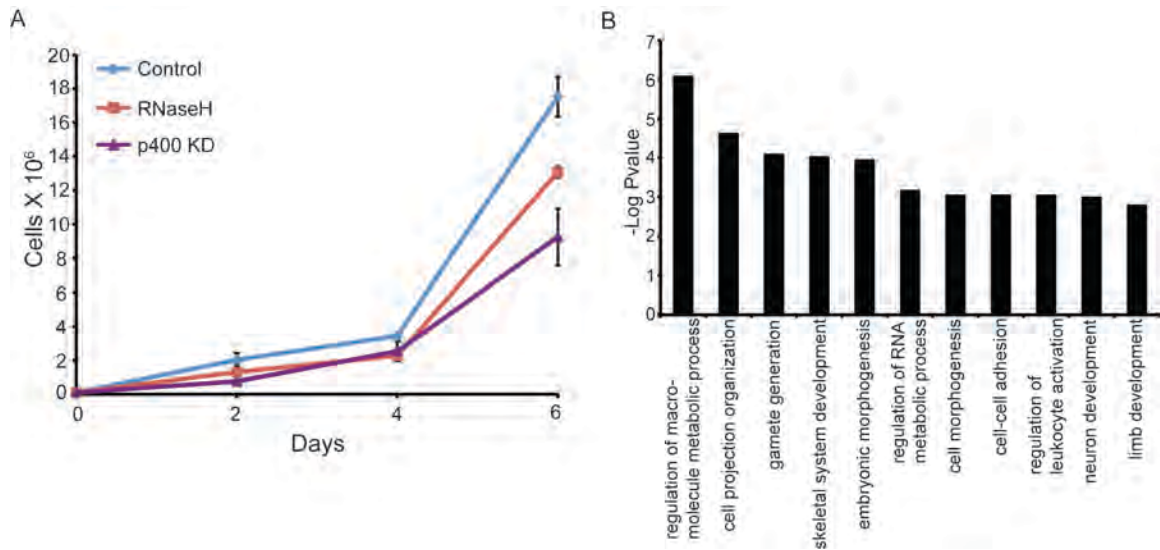 A
20
18
16
14
12
10
8
6
4
2
0
Cells X 10⁶
Control
RNaseH
p400 KD
0
2
4
6
Days
B
7
6
5
4
3
2
1
0
-Log Pvalue
regulation of macro-
molecule metabolic process
cell projection organization
gamete generation
skeletal system development
embryonic morphogenesis
regulation of RNA
metabolic process
cell morphogenesis
cell-cell adhesion
regulation of
leukocyte activation
neuron development
limb development